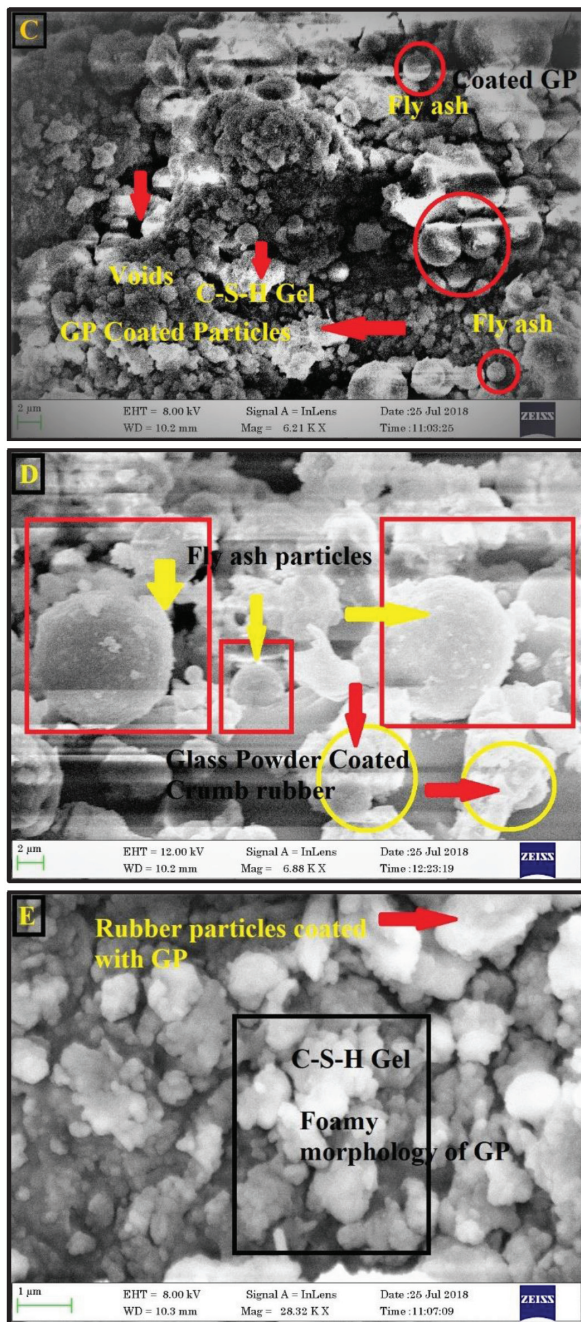 C
Coated GP
Fly ash
Voids
C-S-H Gel
GP Coated Particles
Fly ash
2 µm
EHT = 8.00 kV
Signal A = InLens
Date :25 Jul 2018
WD = 10.2 mm
Mag = 6.21 K X
Time :11:03:25
ZEISS
D
Fly ash particles
Glass Powder Coated
Crumb rubber
2 µm
EHT = 12.00 kV
Signal A = InLens
Date :25 Jul 2018
WD = 10.2 mm
Mag = 6.88 K X
Time :12:23:19
ZEISS
E
Rubber particles coated
with GP
C-S-H Gel
Foamy
morphology of GP
1 µm
EHT = 8.00 kV
Signal A = InLens
Date :25 Jul 2018
WD = 10.3 mm
Mag = 28.32 K X
Time :11:07:09
ZEISS